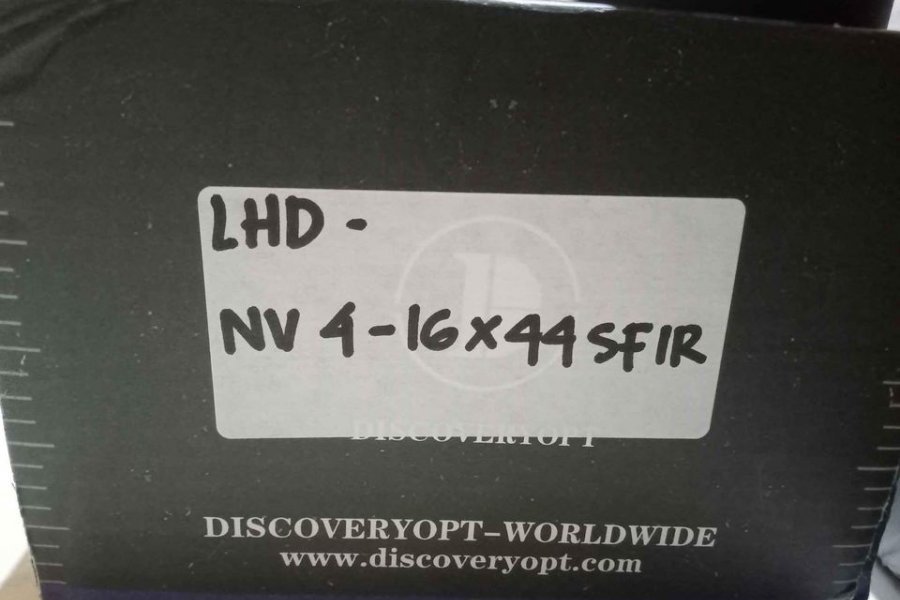 LHD -
NV 4-16x44SFIR
DISCOVERYOPT
DISCOVERYOPT-WORLDWIDE
www.discoveryopt.com